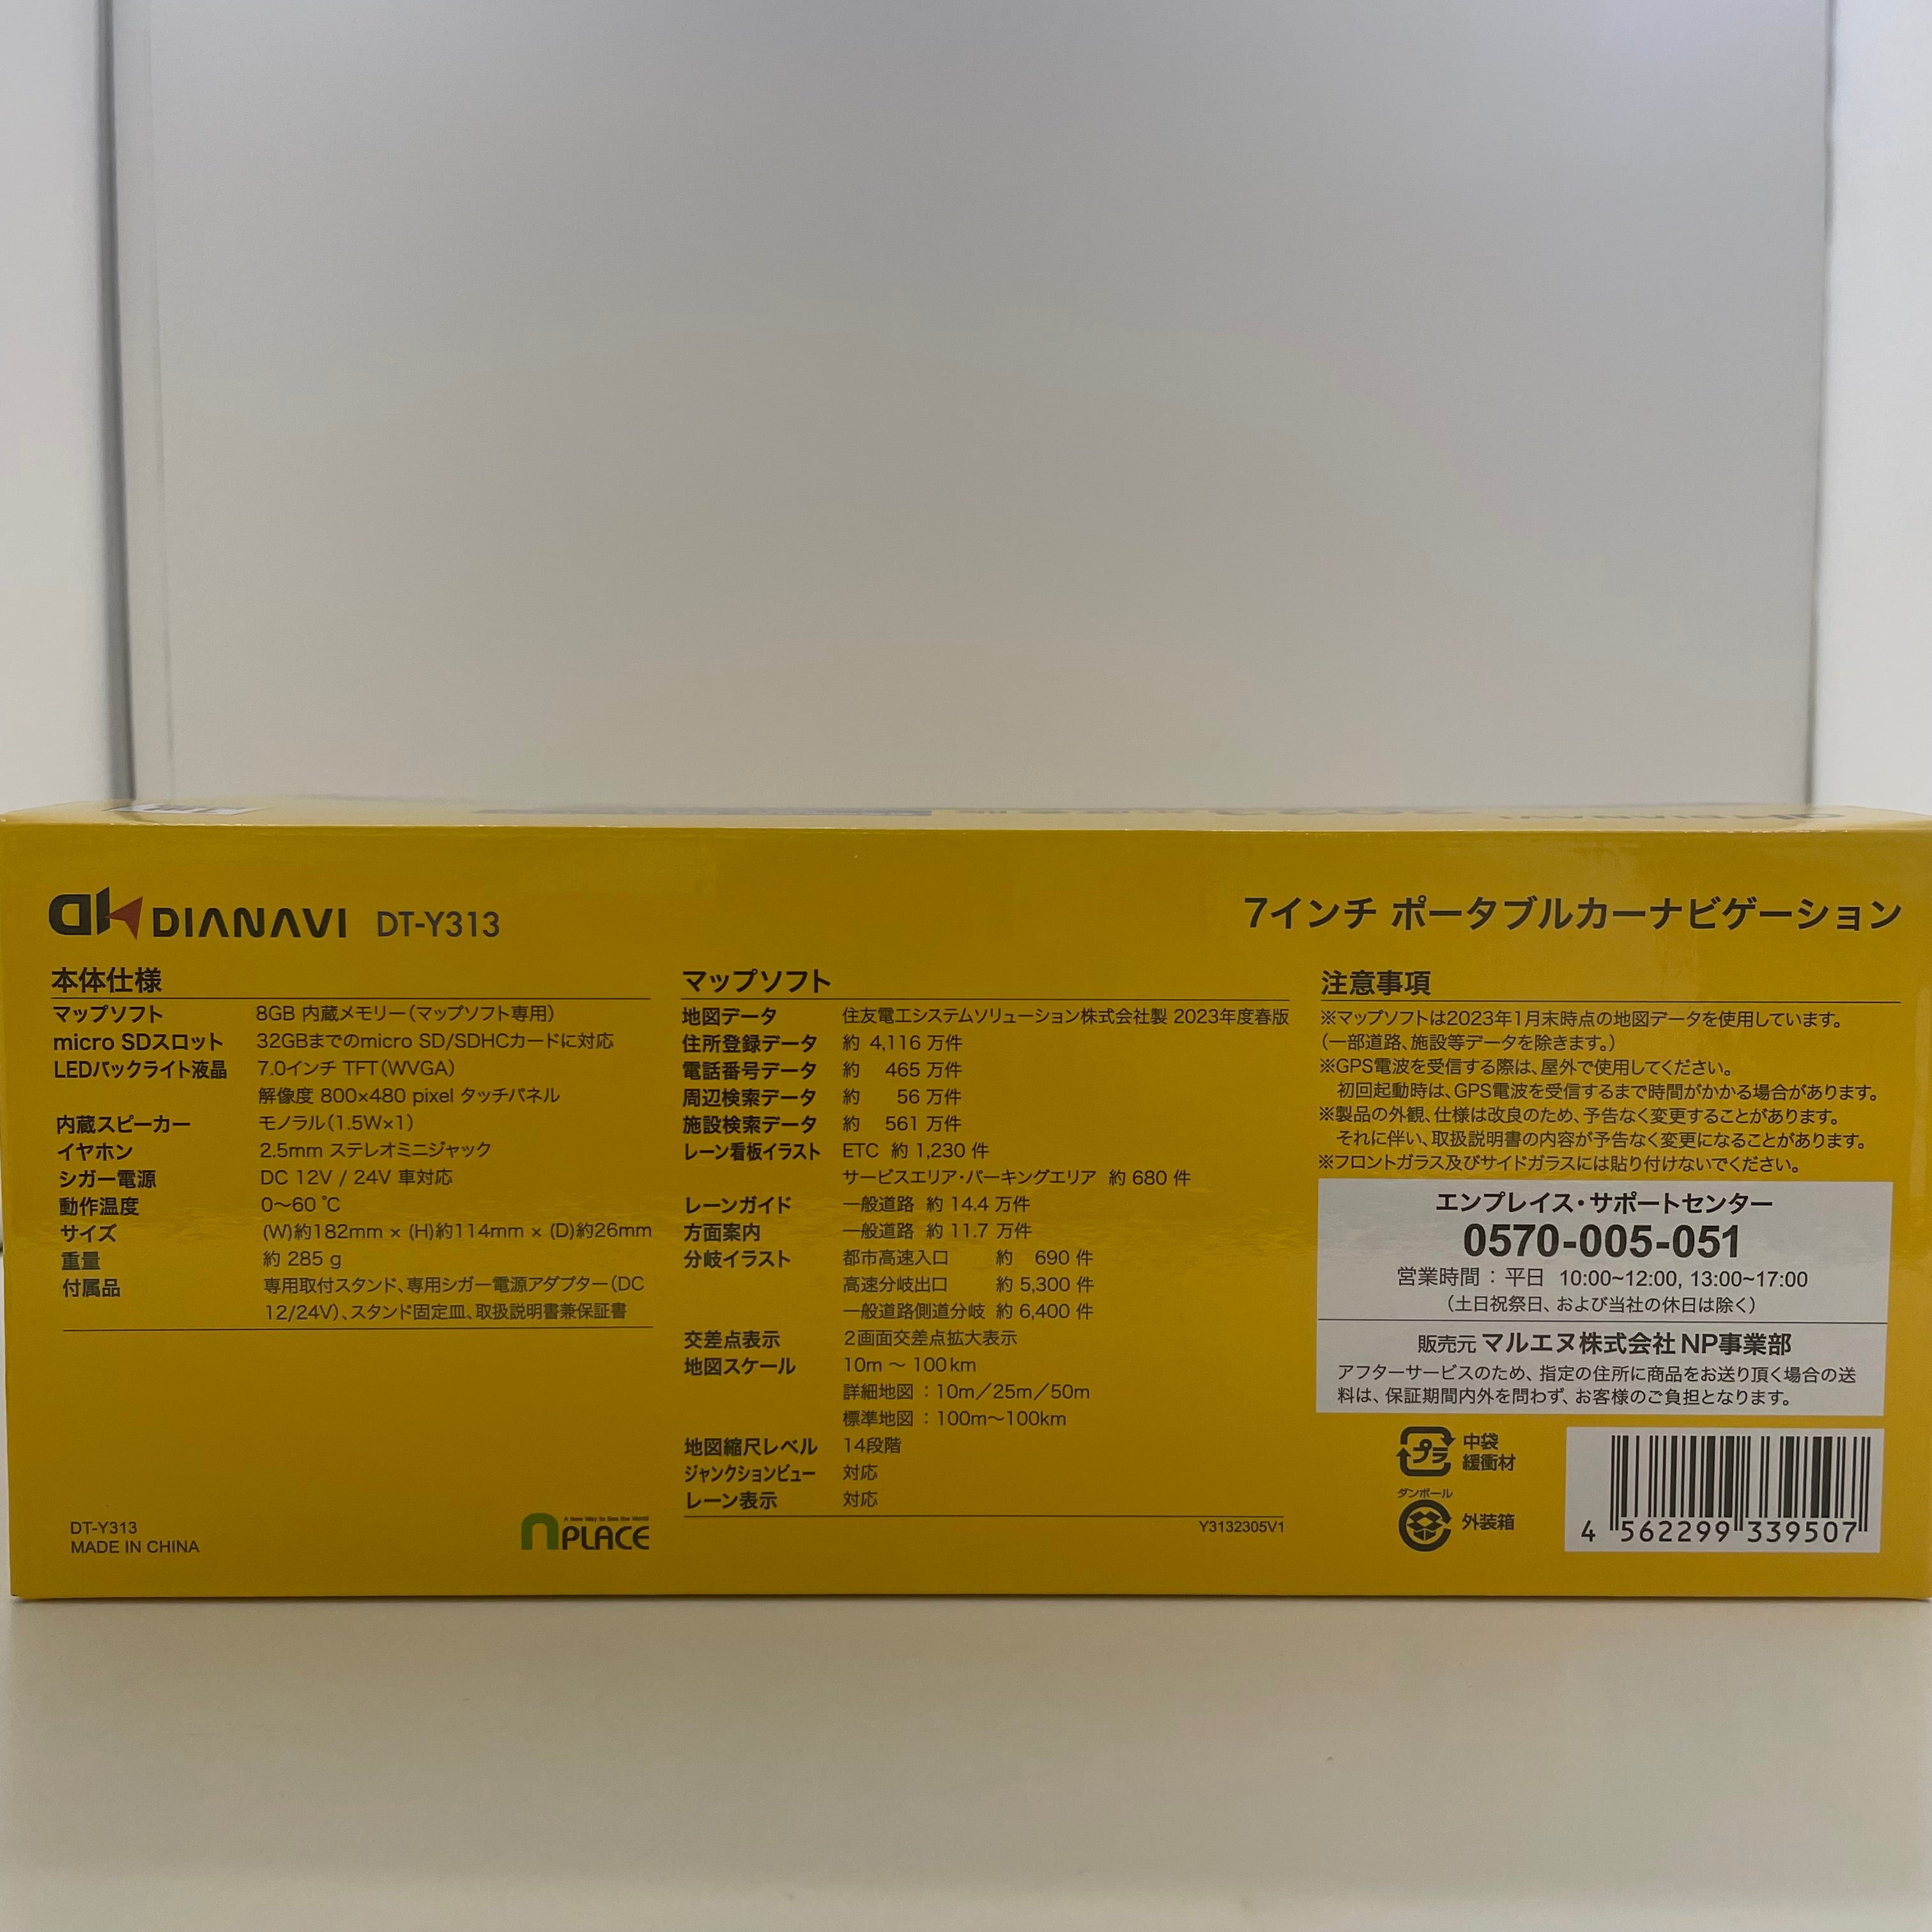 DIANAVI DT-Y313
7インチ ポータブルカーナビゲーション
本体仕様
マップソフト 8GB 内蔵メモリー(マップソフト専用)
micro SDスロット 32GBまでのmicro SD/SDHCカードに対応
LEDバックライト液晶 7.0インチ TFT(WVGA)
解像度 800×480 pixel タッチパネル
内蔵スピーカー モノラル(1.5W×1)
イヤホン 2.5mm ステレオミニジャック
シガー電源 DC 12V / 24V 車対応
動作温度 0〜60 ℃
サイズ (W)約182mm × (H)約114mm × (D)約26mm
重量 約 285 g
付属品 専用取付スタンド、専用シガー電源アダプター(DC
12/24V)、スタンド固定皿、取扱説明書兼保証書
DT-Y313
MADE IN CHINA
A New Way to See the World
nPLACE
マップソフト
地図データ 住友電工システムソリューション株式会社製 2023年度春版
住所登録データ 約 4,116 万件
電話番号データ 約 465 万件
周辺検索データ 約 56 万件
施設検索データ 約 561 万件
レーン看板イラスト ETC 約 1,230 件
サービスエリア・パーキングエリア 約 680 件
レーンガイド 一般道路 約 14.4 万件
方面案内 一般道路 約 11.7 万件
分岐イラスト 都市高速入口 約 690 件
高速分岐出口 約 5,300 件
一般道路側道分岐 約 6,400 件
交差点表示 2画面交差点拡大表示
地図スケール 10m 〜 100km
詳細地図：10m／25m／50m
標準地図：100m〜100km
地図縮尺レベル 14段階
ジャンクションビュー 対応
レーン表示 対応
Y3132305V1
注意事項
※マップソフトは2023年1月末時点の地図データを使用しています。
(一部道路、施設等データを除きます。)
※GPS電波を受信する際は、屋外で使用してください。
初回起動時は、GPS電波を受信するまで時間がかかる場合があります。
※製品の外観、仕様は改良のため、予告なく変更することがあります。
それに伴い、取扱説明書の内容が予告なく変更になることがあります。
※フロントガラス及びサイドガラスには貼り付けないでください。
エンプレイス・サポートセンター
0570-005-051
営業時間：平日 10:00~12:00, 13:00~17:00
(土日祝祭日、および当社の休日は除く)
販売元 マルエヌ株式会社 NP事業部
アフターサービスのため、指定の住所に商品をお送り頂く場合の送
料は、保証期間内外を問わず、お客様のご負担となります。
プラ 中袋
緩衝材
ダンボール
外装箱
4 562299 339507